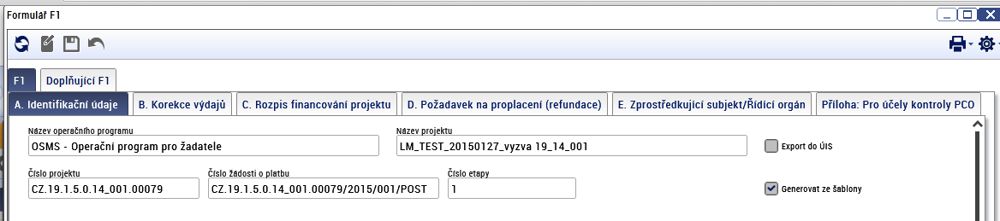 Formulář F1
F1 Doplňující F1
A. Identifikační údaje B. Korekce výdajů C. Rozpis financování projektu D. Požadavek na proplacení (refundace) E. Zprostředkující subjekt/Řídící orgán Příloha: Pro účely kontroly PCO
Název operačního programu Název projektu
OSMS - Operační program pro žadatele LM_TEST_20150127_vyzva 19_14_001 Export do ÚIS
Číslo projektu Číslo žádosti o platbu Číslo etapy
CZ.19.1.5.0.14_001.00079 CZ.19.1.5.0.14_001.00079/2015/001/POST 1 Generovat ze šablony